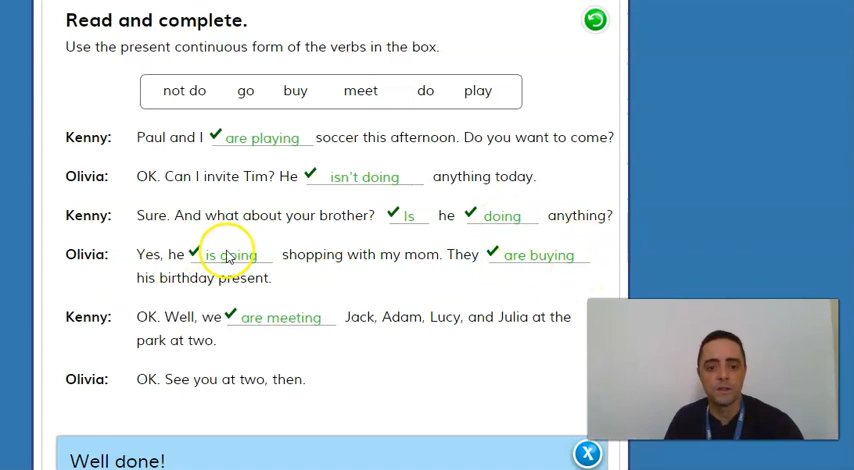 Read and complete.
Use the present continuous form of the verbs in the box.
not do go buy meet do play
Kenny: Paul and I are playing soccer this afternoon. Do you want to come?
Olivia: OK. Can I invite Tim? He isn't doing anything today.
Kenny: Sure. And what about your brother? Is he doing anything?
Olivia: Yes, he is going shopping with my mom. They are buying
his birthday present.
Kenny: OK. Well, we are meeting Jack, Adam, Lucy, and Julia at the
park at two.
Olivia: OK. See you at two, then.
Well done!
X